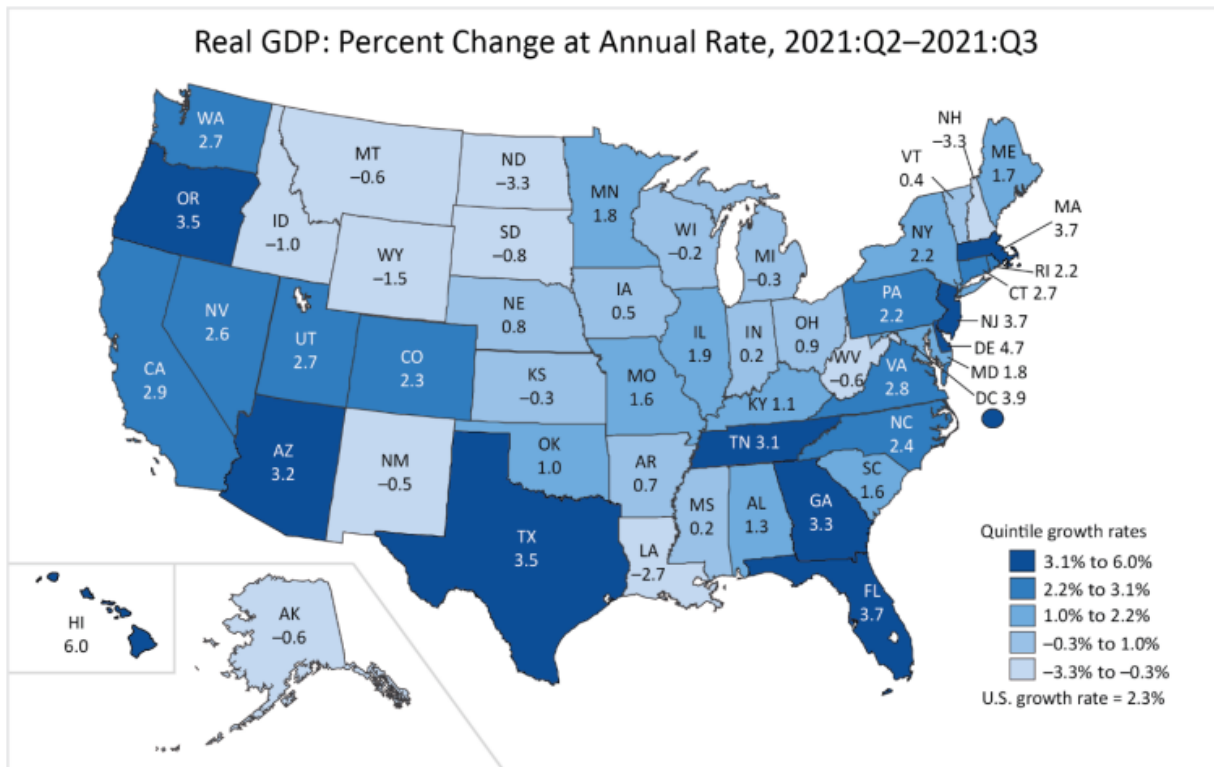 Real GDP: Percent Change at Annual Rate, 2021:Q2–2021:Q3
WA
2.7
OR
3.5
CA
2.9
NV
2.6
ID
–1.0
MT
–0.6
WY
–1.5
UT
2.7
CO
2.3
AZ
3.2
NM
–0.5
ND
–3.3
SD
–0.8
NE
0.8
KS
–0.3
OK
1.0
TX
3.5
MN
1.8
IA
0.5
MO
1.6
AR
0.7
LA
–2.7
WI
–0.2
IL
1.9
MI
–0.3
IN
0.2
OH
0.9
KY 1.1
TN 3.1
MS
0.2
AL
1.3
GA
3.3
FL
3.7
SC
1.6
NC
2.4
VA
2.8
WV
–0.6
PA
2.2
NY
2.2
VT
0.4
NH
–3.3
ME
1.7
MA
3.7
RI 2.2
CT 2.7
NJ 3.7
DE 4.7
MD 1.8
DC 3.9
HI
6.0
AK
–0.6
Quintile growth rates
3.1% to 6.0%
2.2% to 3.1%
1.0% to 2.2%
–0.3% to 1.0%
–3.3% to –0.3%
U.S. growth rate = 2.3%